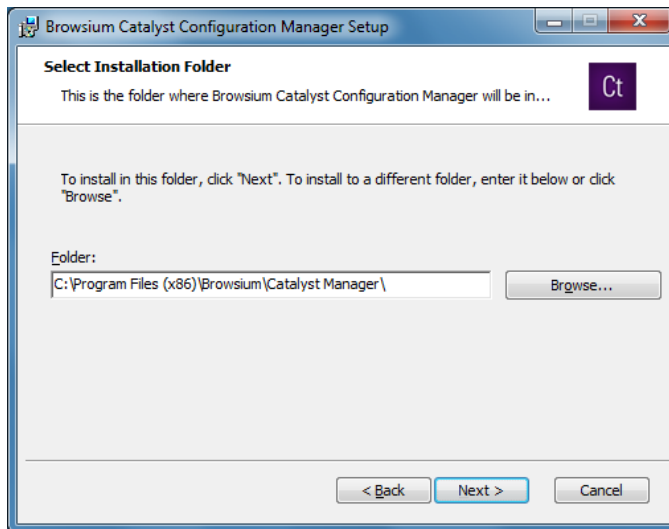 Browsium Catalyst Configuration Manager Setup
Select Installation Folder
This is the folder where Browsium Catalyst Configuration Manager will be in...
Ct
To install in this folder, click "Next". To install to a different folder, enter it below or click
"Browse".
Folder:
C:\Program Files (x86)\Browsium\Catalyst Manager\
Browse...
< Back
Next >
Cancel